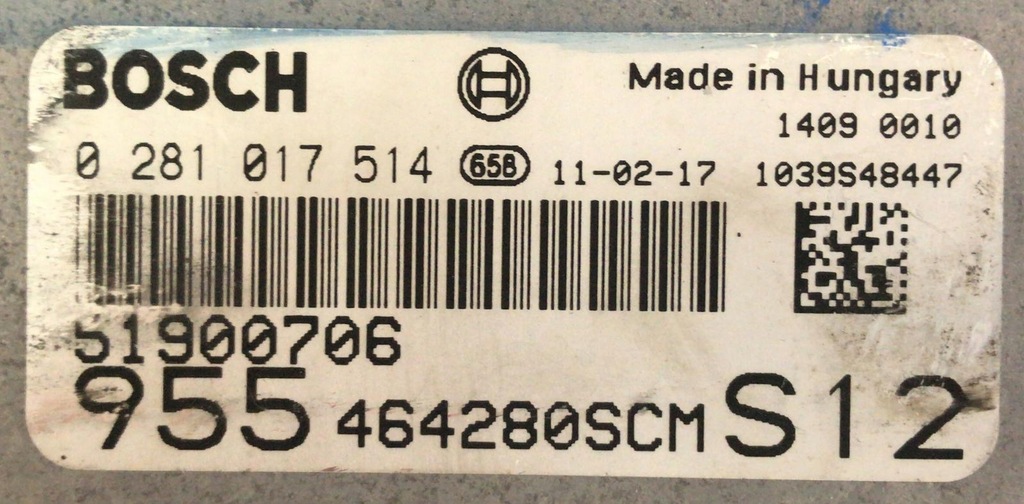 BOSCH
Made in Hungary
1409 0010
0 281 017 514 658 11-02-17 1039S48447
51900706
955 464280SCM S12